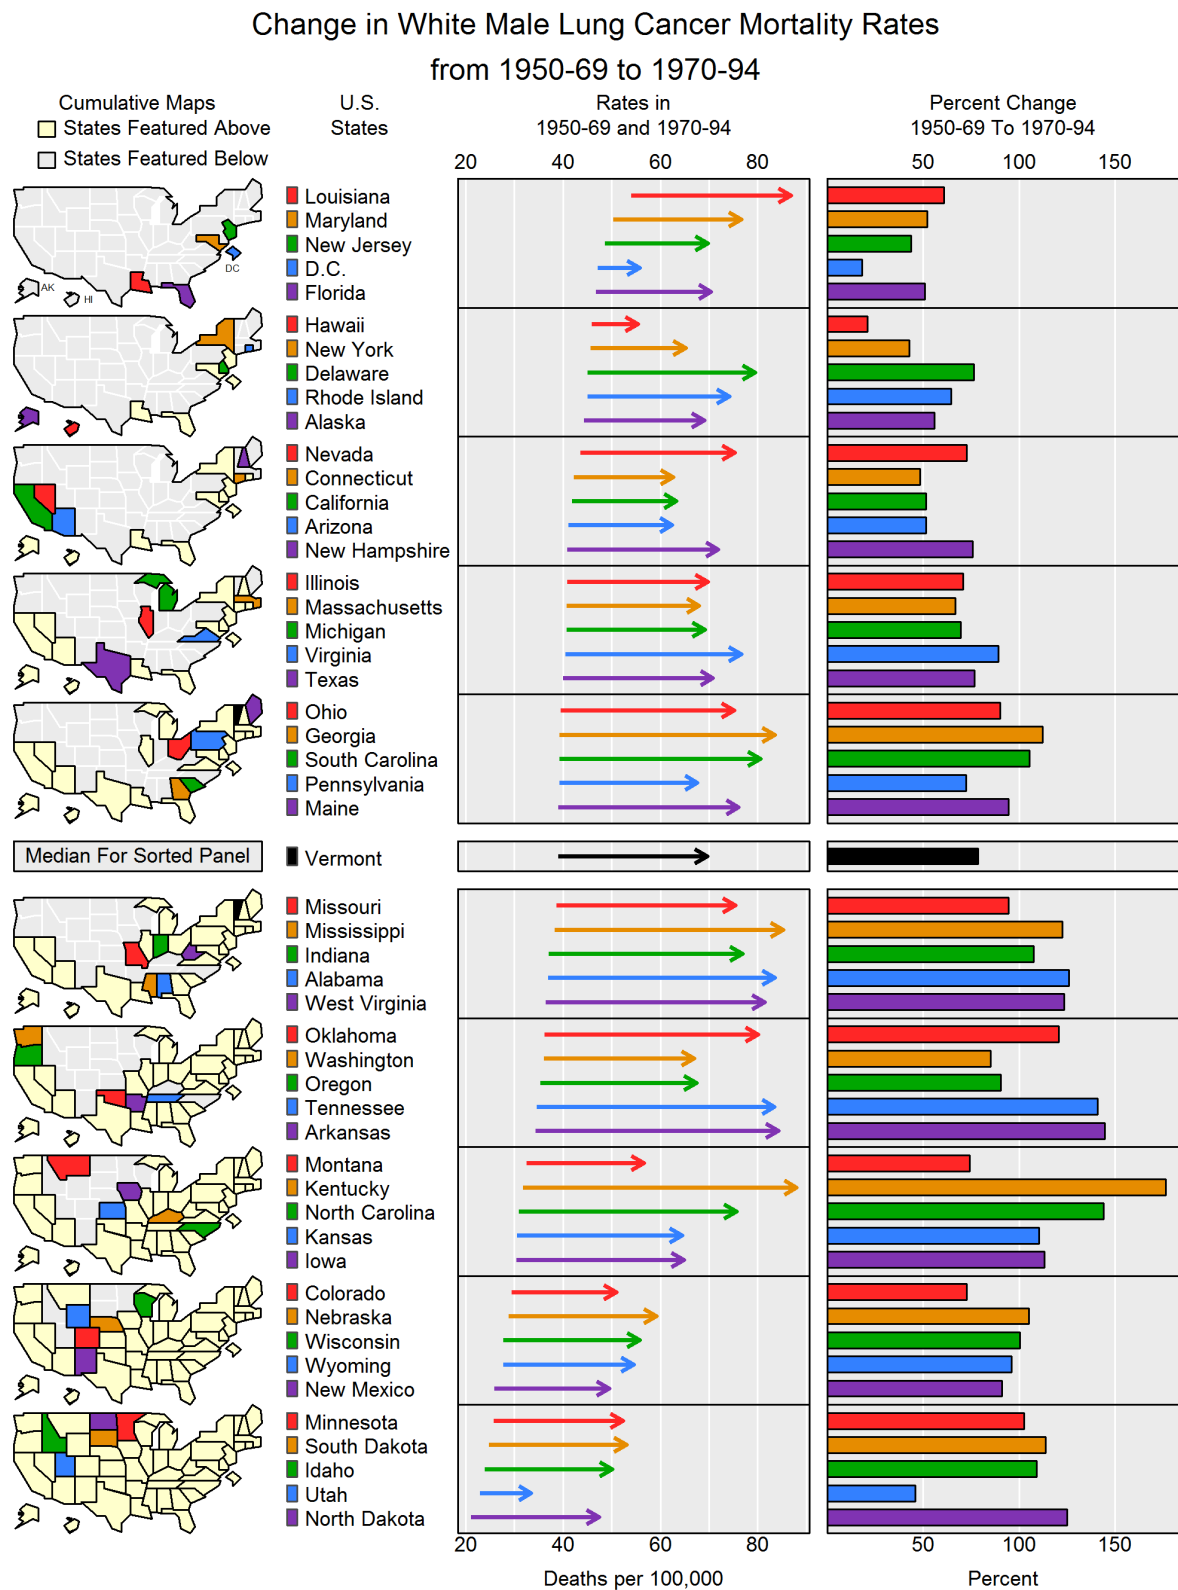 Change in White Male Lung Cancer Mortality Rates
from 1950-69 to 1970-94
Cumulative Maps
States Featured Above
States Featured Below
U.S.
States
Rates in
1950-69 and 1970-94
Percent Change
1950-69 To 1970-94
20 40 60 80
50 100 150
AK
HI
DC
Louisiana
Maryland
New Jersey
D.C.
Florida
Hawaii
New York
Delaware
Rhode Island
Alaska
Nevada
Connecticut
California
Arizona
New Hampshire
Illinois
Massachusetts
Michigan
Virginia
Texas
Ohio
Georgia
South Carolina
Pennsylvania
Maine
Median For Sorted Panel
Vermont
Missouri
Mississippi
Indiana
Alabama
West Virginia
Oklahoma
Washington
Oregon
Tennessee
Arkansas
Montana
Kentucky
North Carolina
Kansas
Iowa
Colorado
Nebraska
Wisconsin
Wyoming
New Mexico
Minnesota
South Dakota
Idaho
Utah
North Dakota
20 40 60 80
50 100 150
Deaths per 100,000
Percent